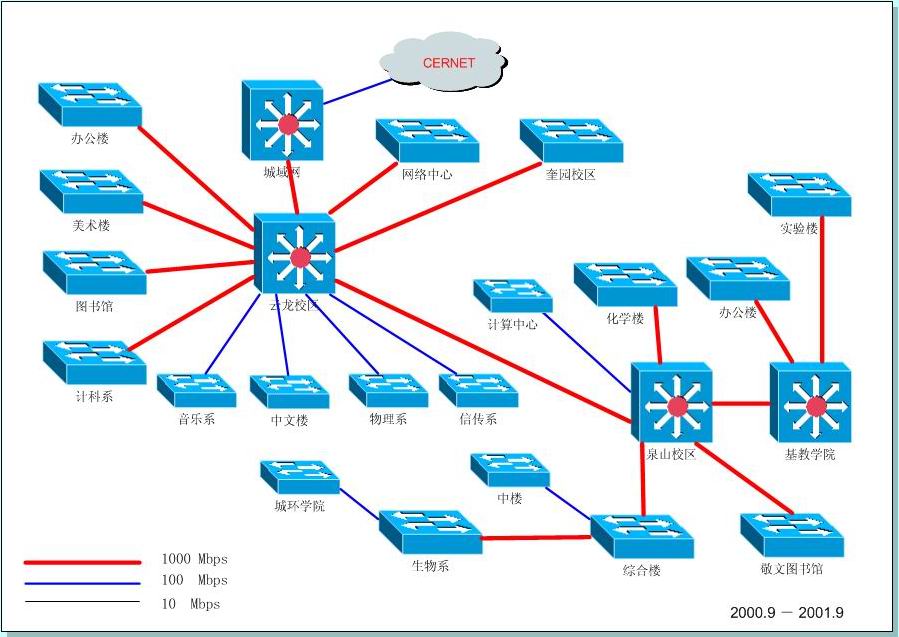 CERNET
办公楼
城域网
网络中心
奎园校区
美术楼
实验楼
图书馆
云龙校区
计算中心
化学楼
办公楼
计科系
音乐系
中文楼
物理系
信传系
泉山校区
基教学院
城环学院
中楼
生物系
综合楼
敬文图书馆
1000 Mbps
100 Mbps
10 Mbps
2000.9 － 2001.9